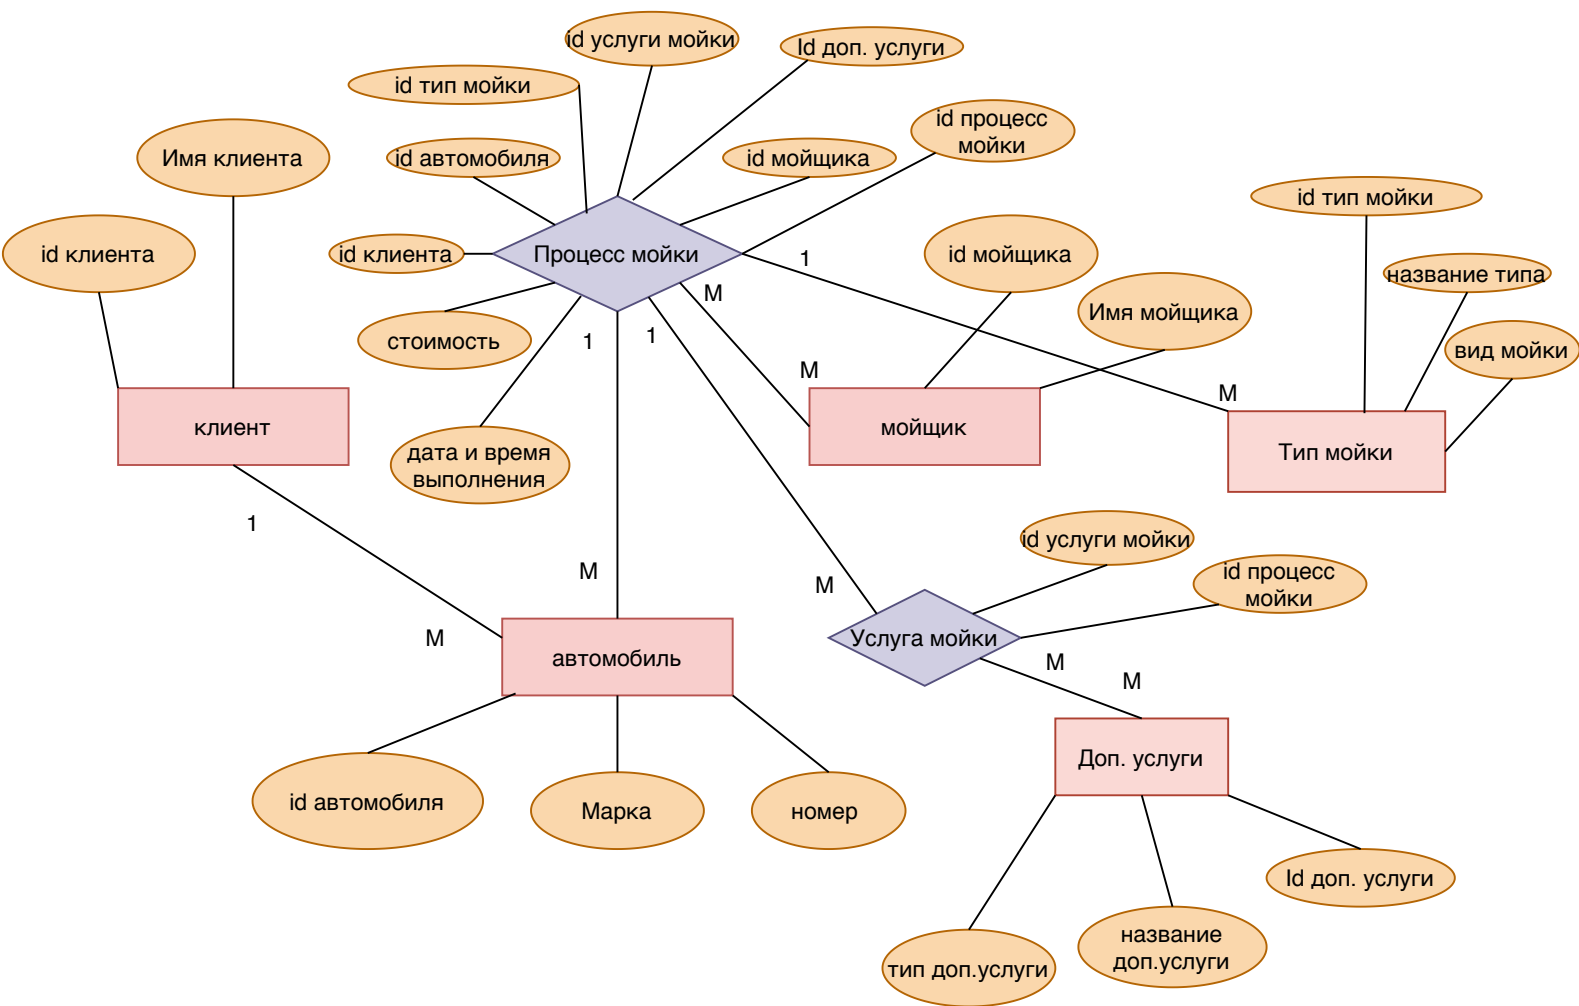 id услуги мойки
Id доп. услуги
id тип мойки
id процесс
мойки
Имя клиента
id автомобиля
id мойщика
id тип мойки
id клиента
id клиента
Процесс мойки
1
id мойщика
название типа
M
Имя мойщика
стоимость
1
1
вид мойки
M
M
клиент
мойщик
Тип мойки
дата и время
выполнения
1
id услуги мойки
M
M
id процесс
мойки
M
Услуга мойки
автомобиль
M
M
Доп. услуги
id автомобиля
Марка
номер
Id доп. услуги
тип доп.услуги
название
доп.услуги